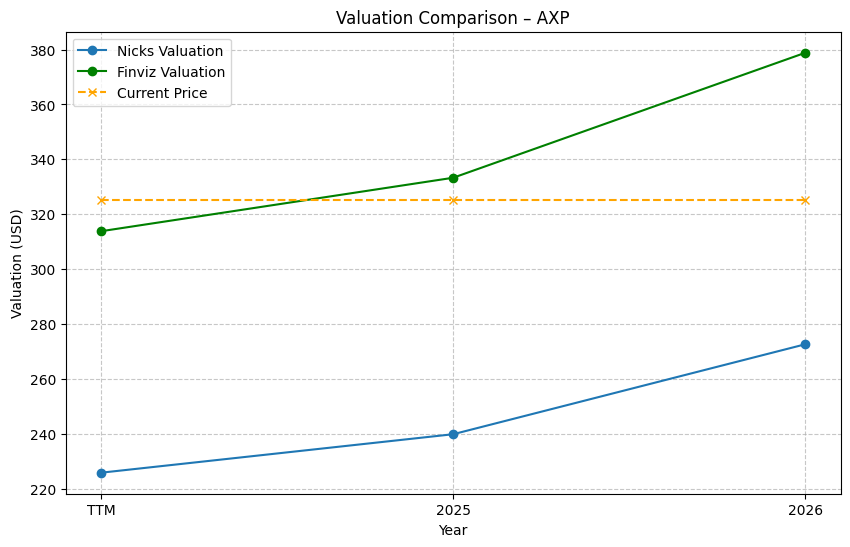 Valuation Comparison – AXP
Nicks Valuation
Finviz Valuation
Current Price
Valuation (USD)
380
360
340
320
300
280
260
240
220
TTM
2025
2026
Year